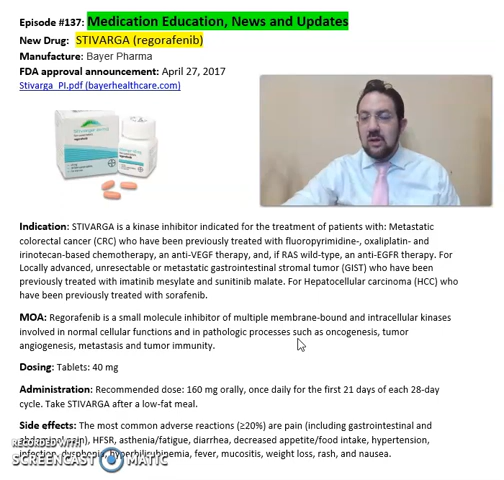 Episode #137: Medication Education, News and Updates
New Drug: STIVARGA (regorafenib)
Manufacture: Bayer Pharma
FDA approval announcement: April 27, 2017
Stivarga_PI.pdf (bayerhealthcare.com)
Indication: STIVARGA is a kinase inhibitor indicated for the treatment of patients with: Metastatic
colorectal cancer (CRC) who have been previously treated with fluoropyrimidine-, oxaliplatin- and
irinotecan-based chemotherapy, an anti-VEGF therapy, and, if RAS wild-type, an anti-EGFR therapy. For
Locally advanced, unresectable or metastatic gastrointestinal stromal tumor (GIST) who have been
previously treated with imatinib mesylate and sunitinib malate. For Hepatocellular carcinoma (HCC) who
have been previously treated with sorafenib.
MOA: Regorafenib is a small molecule inhibitor of multiple membrane-bound and intracellular kinases
involved in normal cellular functions and in pathologic processes such as oncogenesis, tumor
angiogenesis, metastasis and tumor immunity.
Dosing: Tablets: 40 mg
Administration: Recommended dose: 160 mg orally, once daily for the first 21 days of each 28-day
cycle. Take STIVARGA after a low-fat meal.
Side effects: The most common adverse reactions (≥20%) are pain (including gastrointestinal and
abdominal pain), HFSR, asthenia/fatigue, diarrhea, decreased appetite/food intake, hypertension,
infection, dysphonia, hyperbilirubinemia, fever, mucositis, weight loss, rash, and nausea.
RECORDED WITH
SCREENCAST MATIC